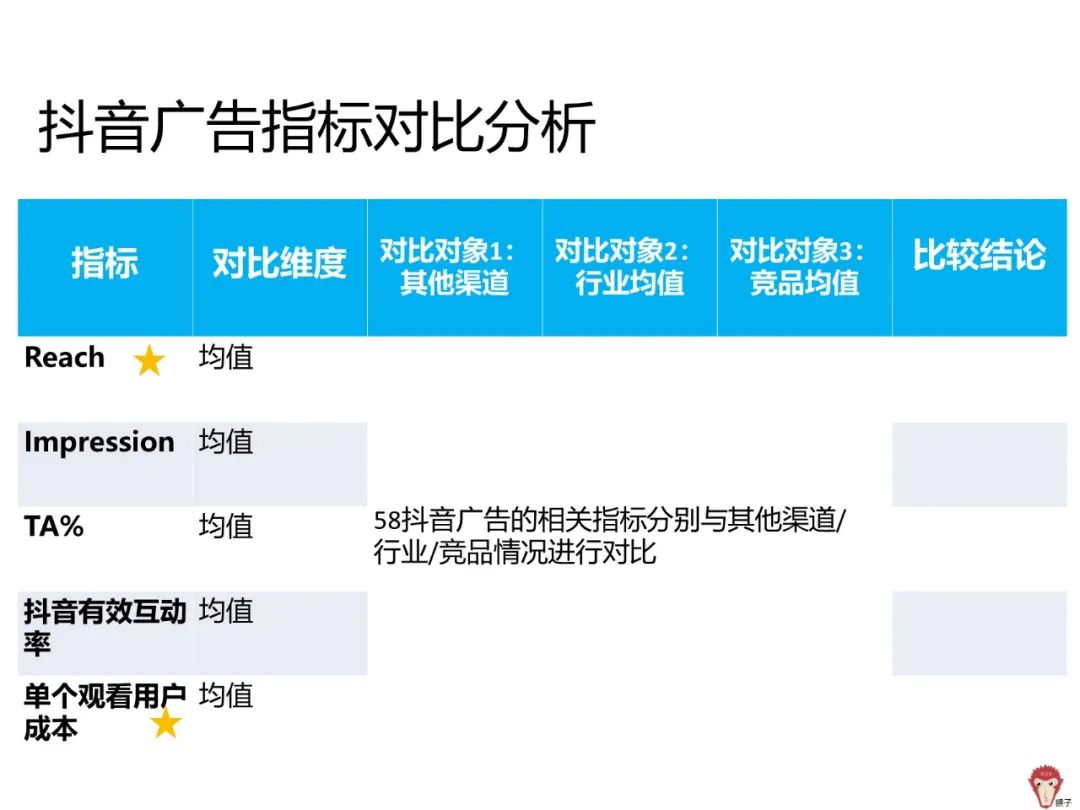 抖音广告指标对比分析
指标
对比维度
对比对象1：
其他渠道
对比对象2：
行业均值
对比对象3：
竞品均值
比较结论
Reach
均值
Impression
均值
TA%
均值
58抖音广告的相关指标分别与其他渠道/
行业/竞品情况进行对比
抖音有效互动
率
均值
单个观看用户
成本
均值
猴子